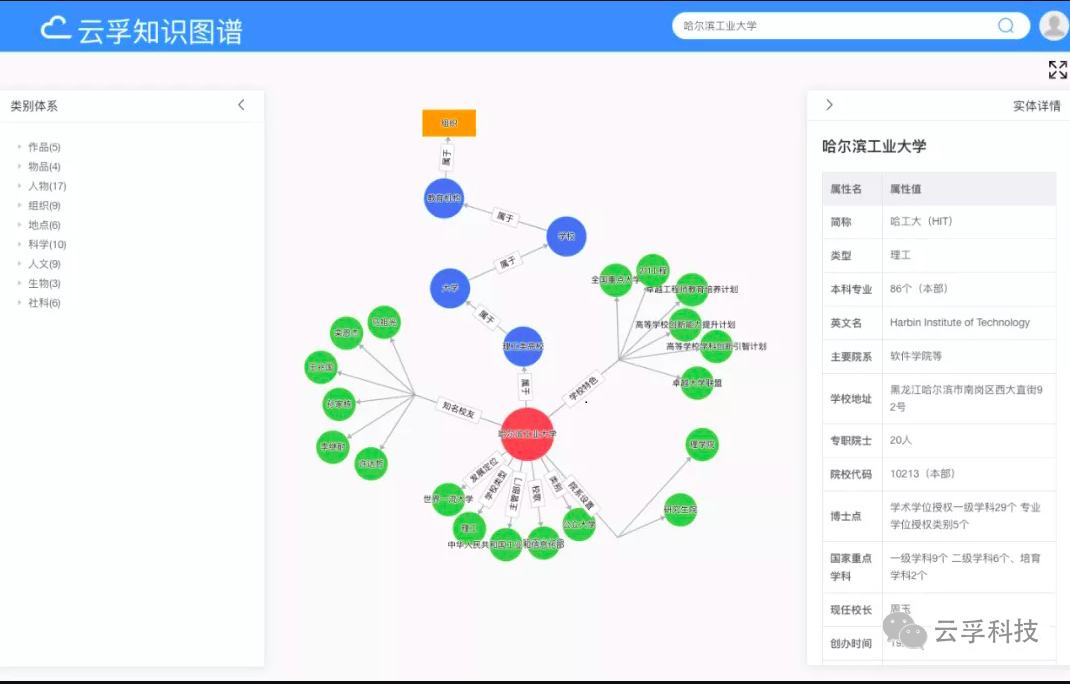 云孚知识图谱
哈尔滨工业大学
类别体系
作品(5)
物品(4)
人物(17)
组织(9)
地点(6)
科学(10)
人文(9)
生物(3)
社科(6)
组织
属于
教育机构
属于
学校
属于
大学
属于
理工类高校
属于
哈尔滨工业大学
学校特色
全国重点大学
211工程
卓越工程师教育培养计划
高等学校创新能力提升计划
高等学校学科创新引智计划
卓越大学联盟
知名校友
孙家栋
李继耐
发展定位
学校类型
主管部门
校歌
类别
院系设置
世界一流大学
理工
中华人民共和国工业和信息化部
公立大学
理学院
研究生院
实体详情
哈尔滨工业大学
属性名 属性值
简称 哈工大（HIT）
类型 理工
本科专业 86个（本部）
英文名 Harbin Institute of Technology
主要院系 软件学院等
学校地址 黑龙江哈尔滨市南岗区西大直街9
2号
专职院士 20人
院校代码 10213（本部）
博士点 学术学位授权一级学科29个 专业
学位授权类别5个
国家重点
学科 一级学科9个 二级学科6个、培育
学科2个
现任校长 周玉
创办时间
云孚科技